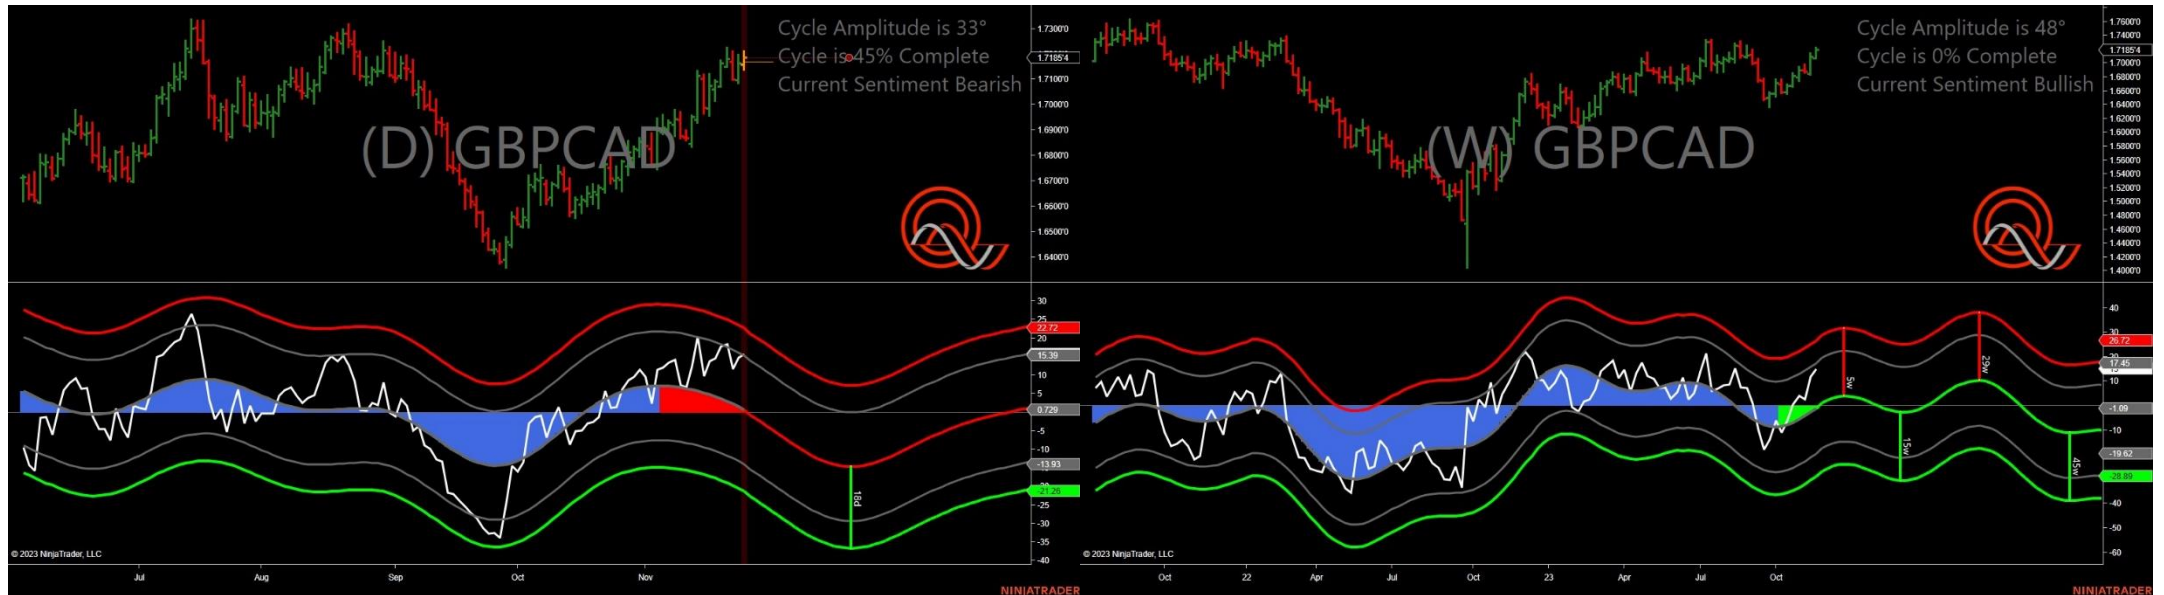 Cycle Amplitude is 33°
Cycle is 45% Complete
Current Sentiment Bearish
(D) GBPCAD
1.7300'0
1.7185'4
1.7100'0
1.7000'0
1.6900'0
1.6800'0
1.6700'0
1.6600'0
1.6500'0
1.6400'0
30
22.72
20
15.39
10
5
0.729
-5
-10
-13.93
-21.26
-25
-30
-35
-40
18d
© 2023 NinjaTrader, LLC
Jul
Aug
Sep
Oct
Nov
NINJATRADER
Cycle Amplitude is 48°
Cycle is 0% Complete
Current Sentiment Bullish
(W) GBPCAD
1.7600'0
1.7400'0
1.7185'4
1.7000'0
1.6800'0
1.6600'0
1.6400'0
1.6200'0
1.6000'0
1.5800'0
1.5600'0
1.5400'0
1.5200'0
1.5000'0
1.4800'0
1.4600'0
1.4400'0
1.4200'0
1.4000'0
40
30
26.72
17.45
10
-1.09
-10
-19.62
-28.89
-40
-50
-60
5w
29w
15w
45w
© 2023 NinjaTrader, LLC
Oct
22
Apr
Jul
Oct
23
Apr
Jul
Oct
NINJATRADER